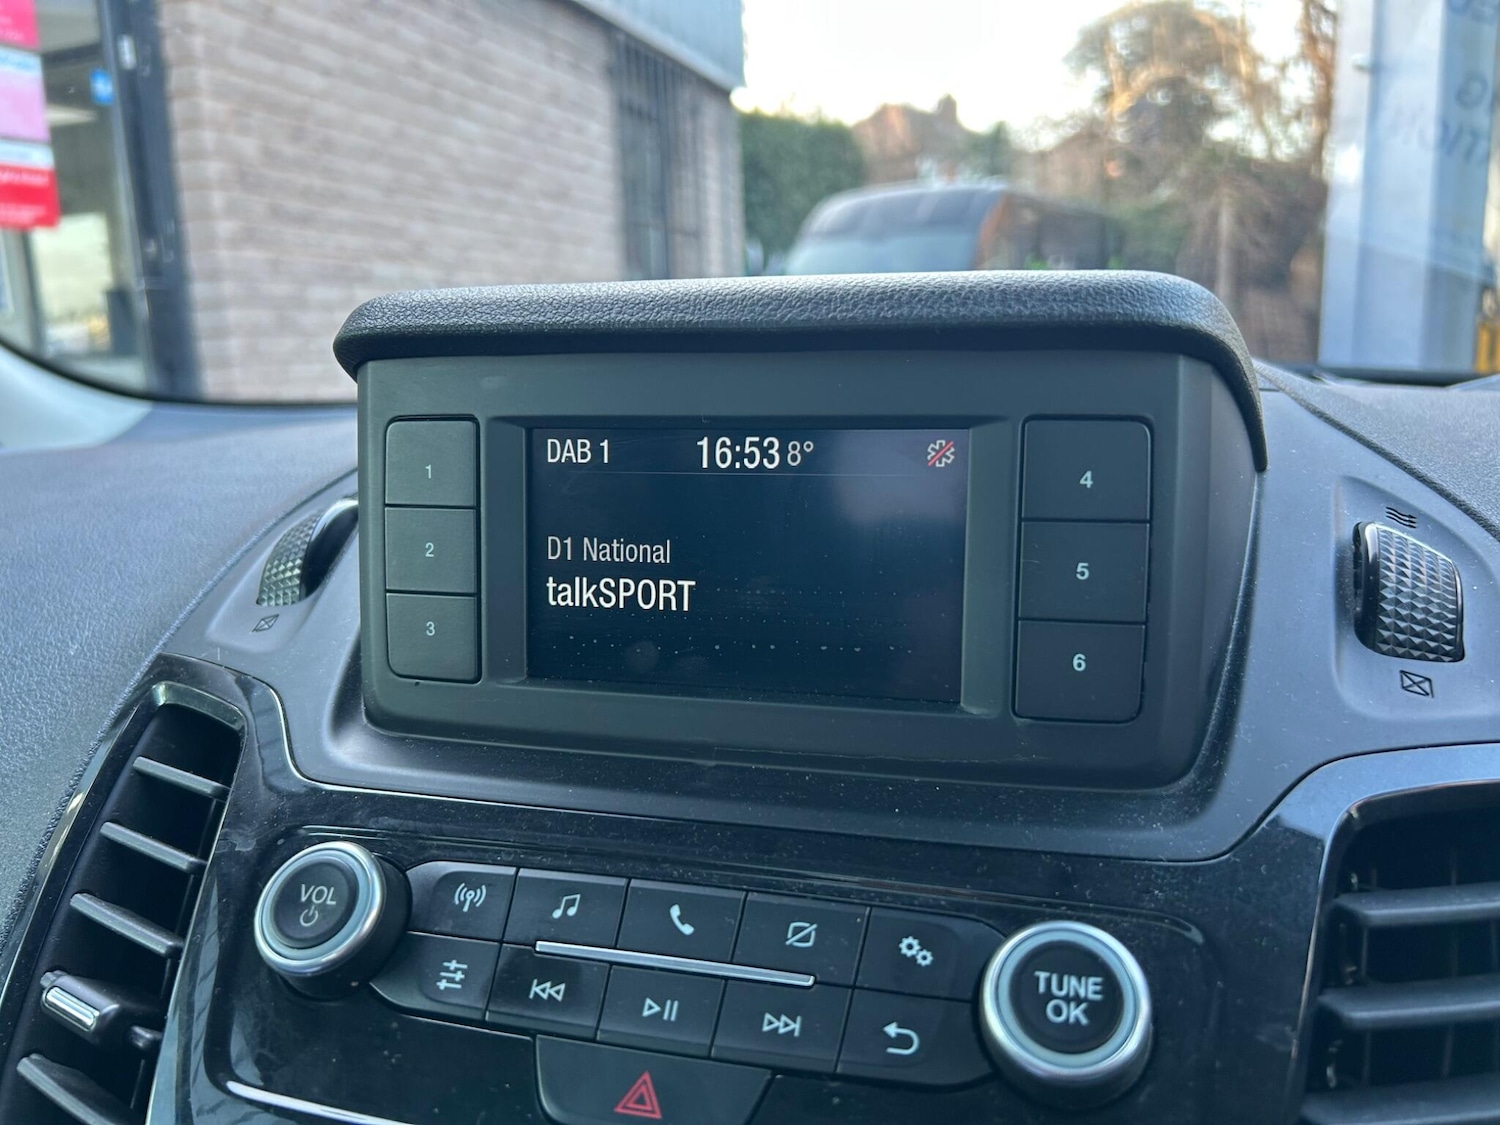 DAB 1 16:53 8°
D1 National
talkSPORT
1
2
3
4
5
6
VOL
TUNE
OK